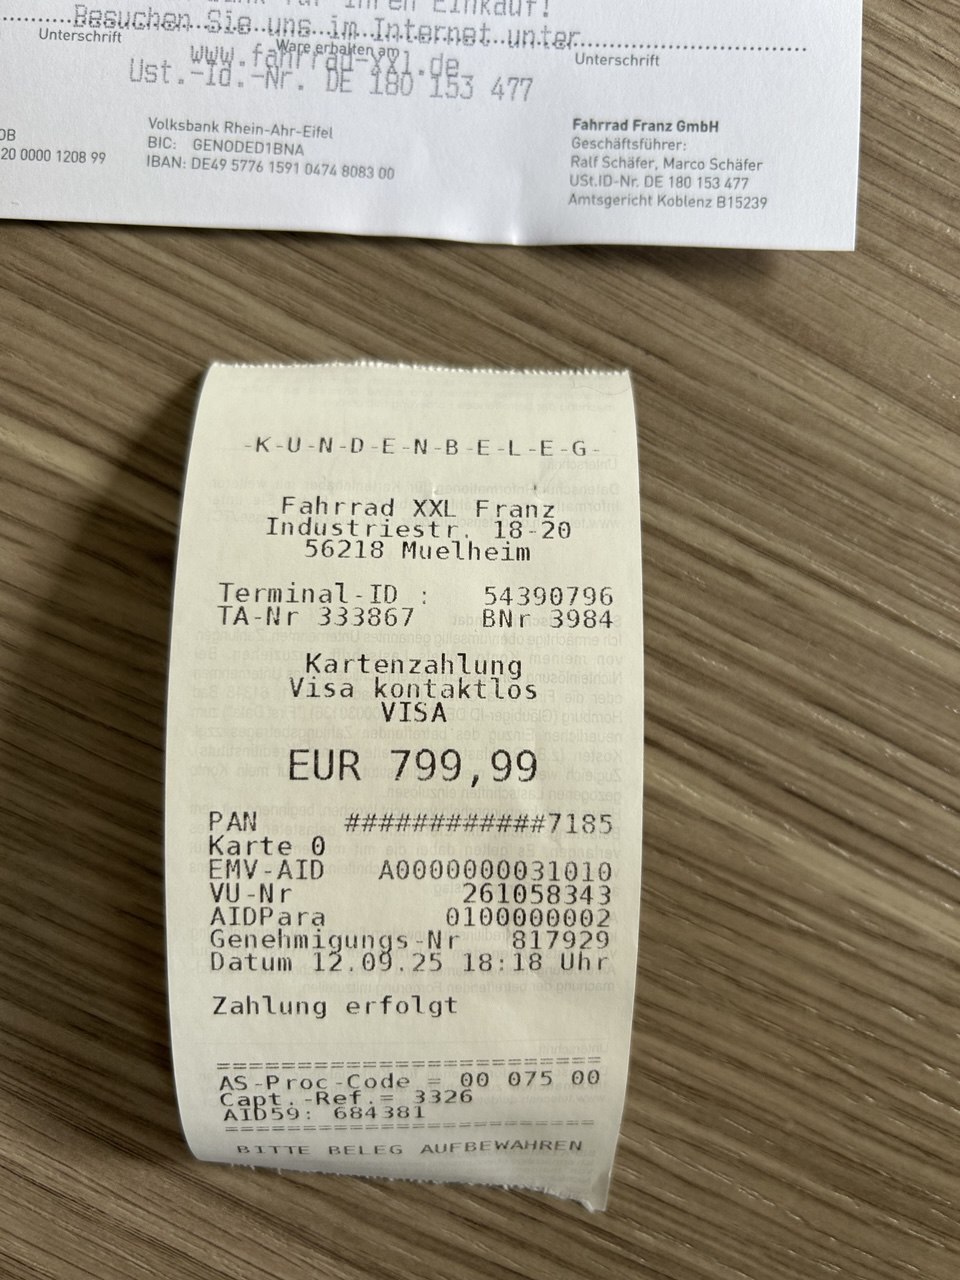 Ihren Einkauf!
Besuchen Sie uns im Internet unter
Unterschrift
Ware erhalten am
Unterschrift
www.fahrrad-xxl.de
Ust.-Id.-Nr. DE 180 153 477
Volksbank Rhein-Ahr-Eifel
BIC: GENODED1BNA
20 0000 1208 99
IBAN: DE49 5776 1591 0474 8083 00
Fahrrad Franz GmbH
Geschäftsführer:
Ralf Schäfer, Marco Schäfer
USt.ID-Nr. DE 180 153 477
Amtsgericht Koblenz B15239
-K-U-N-D-E-N-B-E-L-E-G-
Fahrrad XXL Franz
Industriestr. 18-20
56218 Muelheim
Terminal-ID : 54390796
TA-Nr 333867 BNr 3984
Kartenzahlung
Visa kontaktlos
VISA
EUR 799,99
PAN ############7185
Karte 0
EMV-AID A0000000031010
VU-Nr 261058343
AIDPara 0100000002
Genehmigungs-Nr 817929
Datum 12.09.25 18:18 Uhr
Zahlung erfolgt
=======================
AS-Proc-Code = 00 075 00
Capt.-Ref.= 3326
AID59: 684381
=======================
BITTE BELEG AUFBEWAHREN